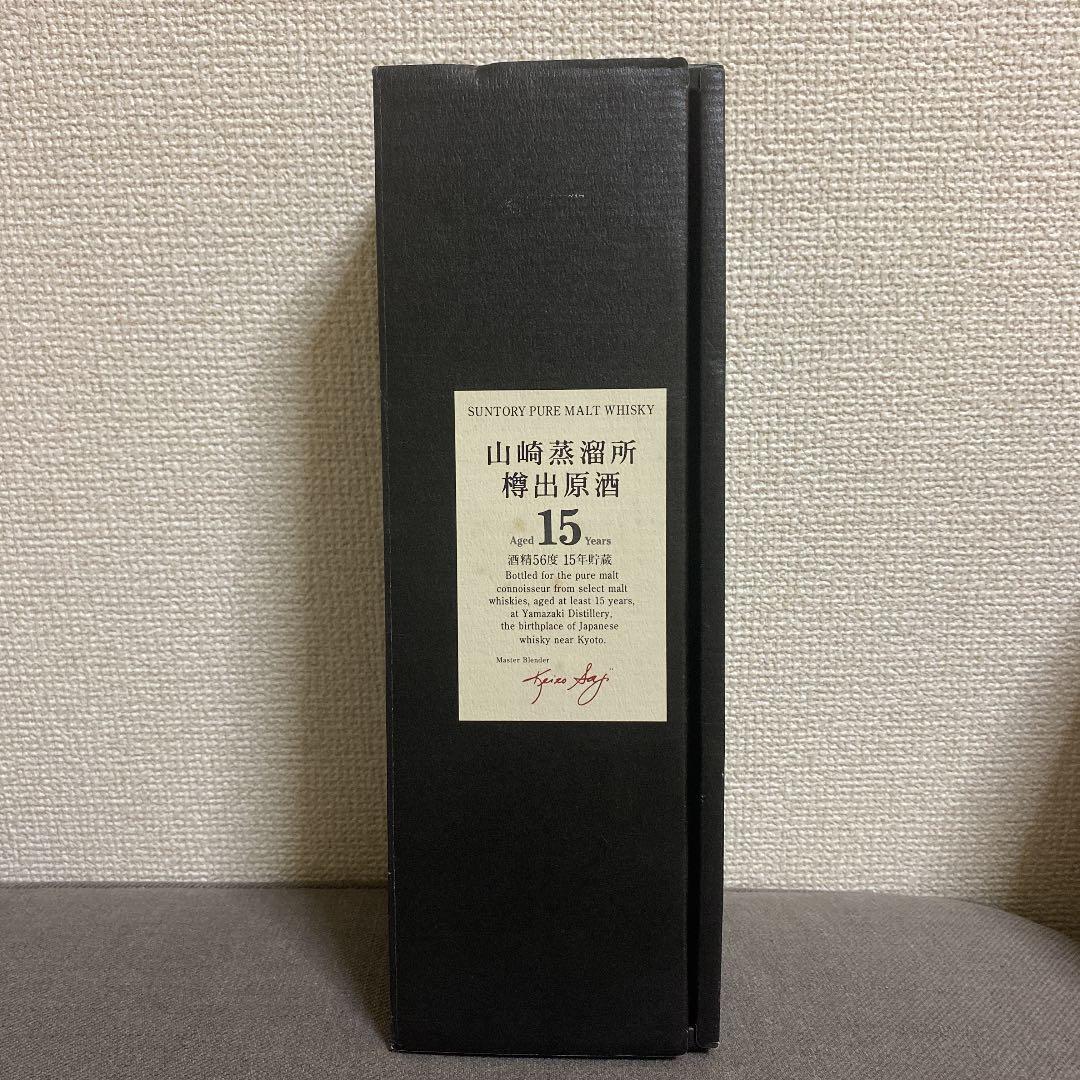 SUNTORY PURE MALT WHISKY
山崎蒸溜所
樽出原酒
Aged 15 Years
酒精56度 15年貯蔵
Bottled for the pure malt
connoisseur from select malt
whiskies, aged at least 15 years,
at Yamazaki Distillery,
the birthplace of Japanese
whisky near Kyoto.
Master Blender
Keizo Saji